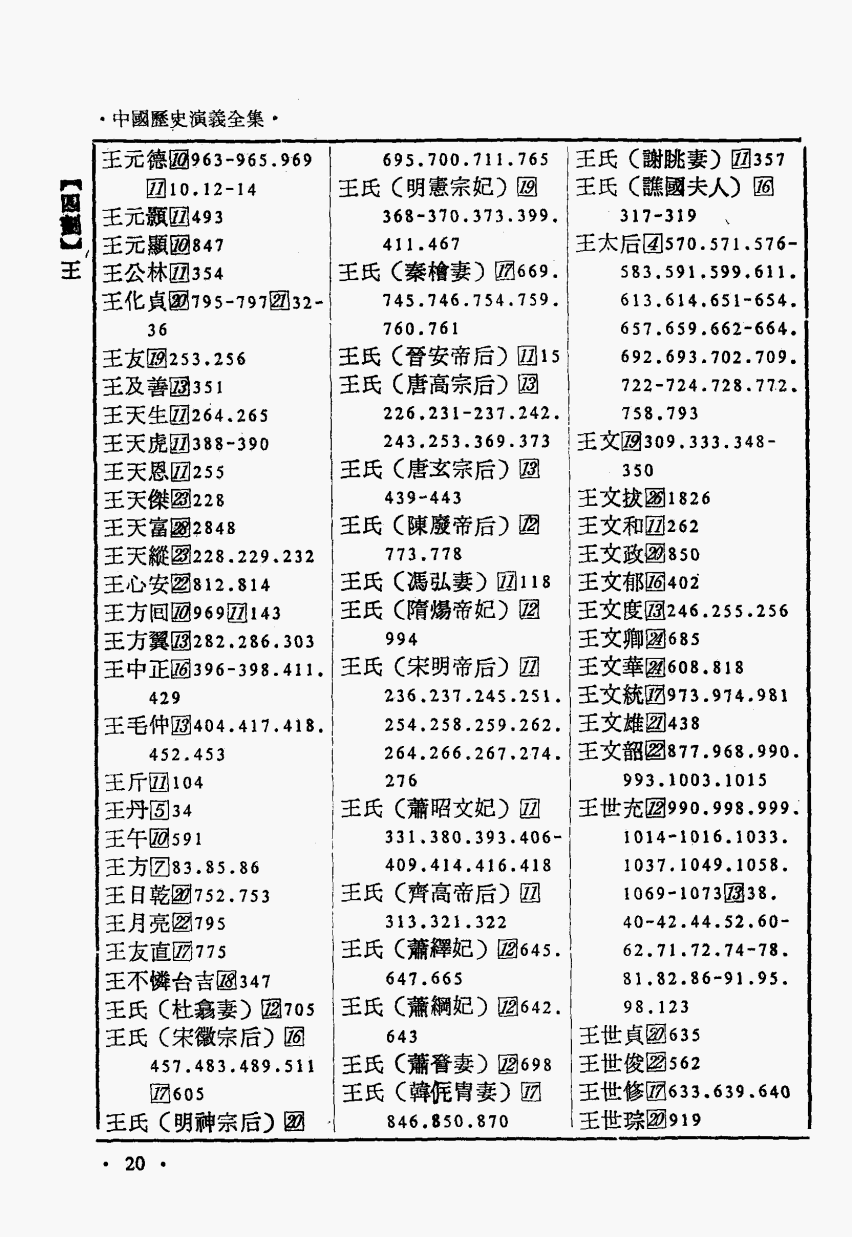 ·中國歷史演義全集·
【四劃】王
王元德⑩963-965.969
⑪10.12-14
王元顥⑪493
王元顯⑩847
王公林⑪354
王化貞⑳795-797㉑32-
36
王友⑲253.256
王及善⑬351
王天生⑪264.265
王天虎⑪388-390
王天恩⑪255
王天傑㉓228
王天富㉘2848
王天縱㉓228.229.232
王心安㉒812.814
王方回⑩969⑪143
王方翼⑬282.286.303
王中正⑯396-398.411.
429
王毛仲⑬404.417.418.
452.453
王斤⑪104
王丹⑤34
王午⑩591
王方⑦83.85.86
王日乾⑳752.753
王月亮㉒795
王友直⑰775
王不憐台吉⑱347
王氏（杜翕妻）⑫705
王氏（宋徽宗后）⑯
457.483.489.511
⑰605
王氏（明神宗后）⑳
695.700.711.765
王氏（明憲宗妃）⑲
368-370.373.399.
411.467
王氏（秦檜妻）⑰669.
745.746.754.759.
760.761
王氏（晉安帝后）⑪15
王氏（唐高宗后）⑬
226.231-237.242.
243.253.369.373
王氏（唐玄宗后）⑬
439-443
王氏（陳廢帝后）⑫
773.778
王氏（馮弘妻）⑪118
王氏（隋煬帝妃）⑫
994
王氏（宋明帝后）⑪
236.237.245.251.
254.258.259.262.
264.266.267.274.
276
王氏（蕭昭文妃）⑪
331.380.393.406-
409.414.416.418
王氏（齊高帝后）⑪
313.321.322
王氏（蕭繹妃）⑫645.
647.665
王氏（蕭綱妃）⑫642.
643
王氏（蕭詧妻）⑫698
王氏（韓侂胄妻）⑰
846.850.870
王氏（謝朓妻）⑪357
王氏（譙國夫人）⑯
317-319
王太后④570.571.576-
583.591.599.611.
613.614.651-654.
657.659.662-664.
692.693.702.709.
722-724.728.772.
758.793
王文⑲309.333.348-
350
王文拔㉖1826
王文和⑪262
王文政⑳850
王文郁⑯402
王文度⑬246.255.256
王文卿㉔685
王文華㉔608.818
王文統⑰973.974.981
王文雄㉑438
王文韶㉒877.968.990.
993.1003.1015
王世充⑫990.998.999.
1014-1016.1033.
1037.1049.1058.
1069-1073⑬38.
40-42.44.52.60-
62.71.72.74-78.
81.82.86-91.95.
98.123
王世貞⑳635
王世俊㉒562
王世修⑰633.639.640
王世琮⑳919
· 20 ·